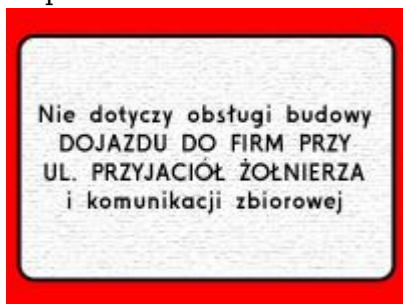 Nie dotyczy obsługi budowy
DOJAZDU DO FIRM PRZY
UL. PRZYJACIÓŁ ŻOŁNIERZA
i komunikacji zbiorowej